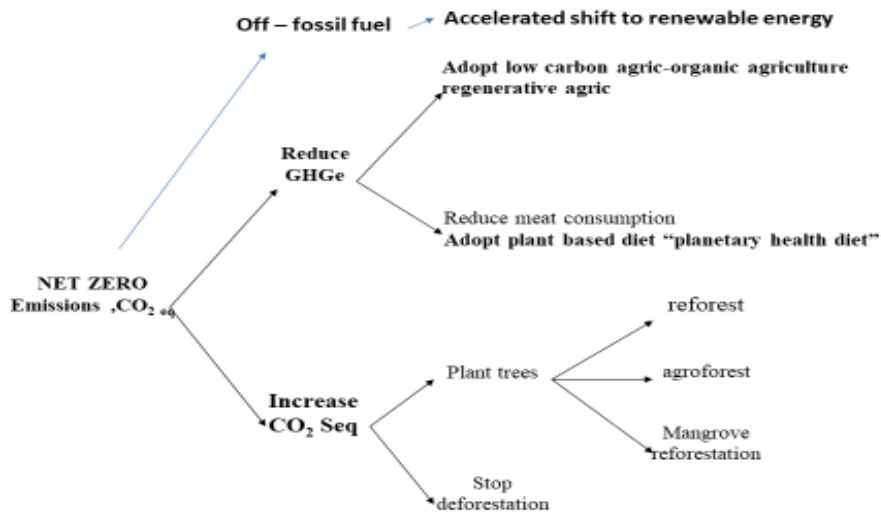 Off – fossil fuel
Accelerated shift to renewable energy
Adopt low carbon agric-organic agriculture
regenerative agric
Reduce
GHGe
Reduce meat consumption
Adopt plant based diet “planetary health diet”
NET ZERO
Emissions ,CO₂ eq
Increase
CO₂ Seq
Plant trees
reforest
agroforest
Mangrove
reforestation
Stop
deforestation